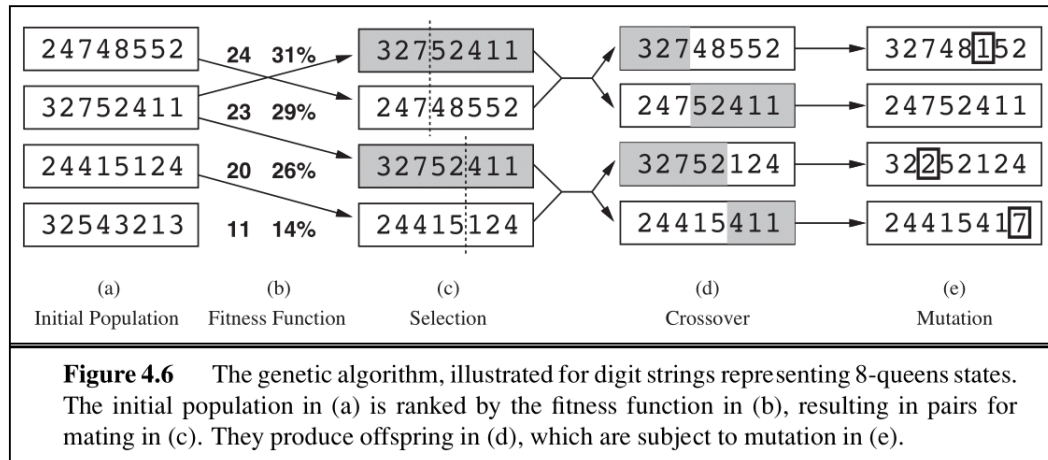 24748552 24 31% 32752411 32748552 32748152
32752411 23 29% 24748552 24752411 24752411
24415124 20 26% 32752411 32752124 32252124
32543213 11 14% 24415124 24415411 24415417
(a) (b) (c) (d) (e)
Initial Population Fitness Function Selection Crossover Mutation
Figure 4.6 The genetic algorithm, illustrated for digit strings representing 8-queens states.
The initial population in (a) is ranked by the fitness function in (b), resulting in pairs for
mating in (c). They produce offspring in (d), which are subject to mutation in (e).